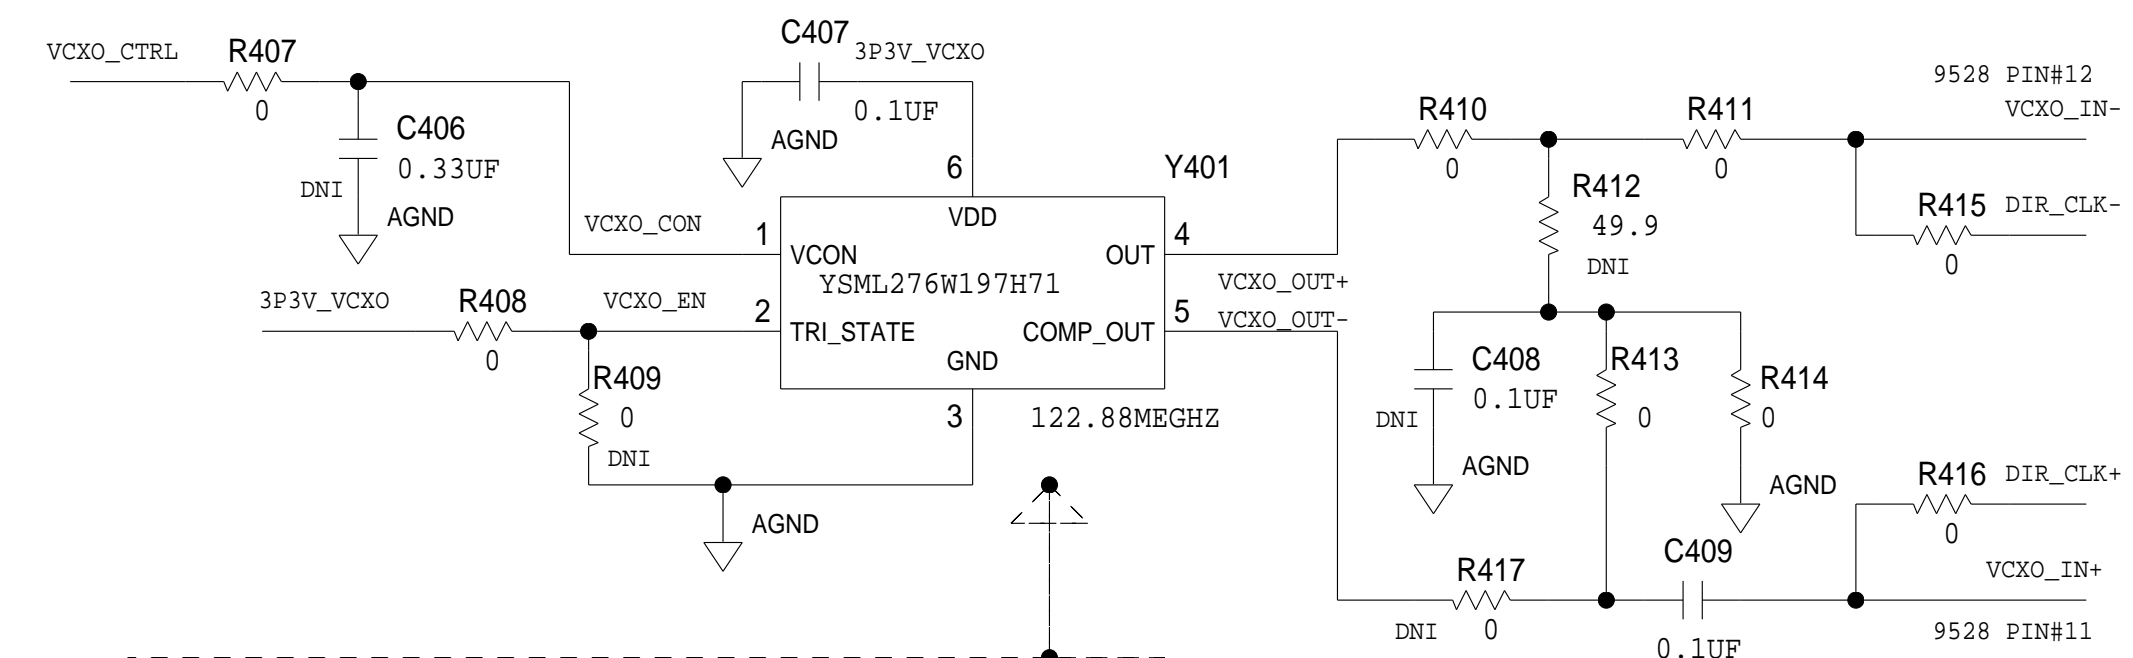 VCXO_CTRL
R407
0
C406
0.33UF
DNI
AGND
C407
3P3V_VCXO
0.1UF
AGND
6
Y401
VDD
VCXO_CON
1
VCON
OUT
4
YSML276W197H71
VCXO_OUT+
VCXO_OUT-
3P3V_VCXO
R408
0
VCXO_EN
2
TRI_STATE
COMP_OUT
5
GND
R409
0
DNI
3
122.88MEGHZ
AGND
R410
0
R411
0
9528 PIN#12
VCXO_IN-
R412
49.9
DNI
R415
DIR_CLK-
0
C408
0.1UF
DNI
AGND
R413
0
R414
0
AGND
R416
DIR_CLK+
0
R417
DNI
0
C409
0.1UF
VCXO_IN+
9528 PIN#11